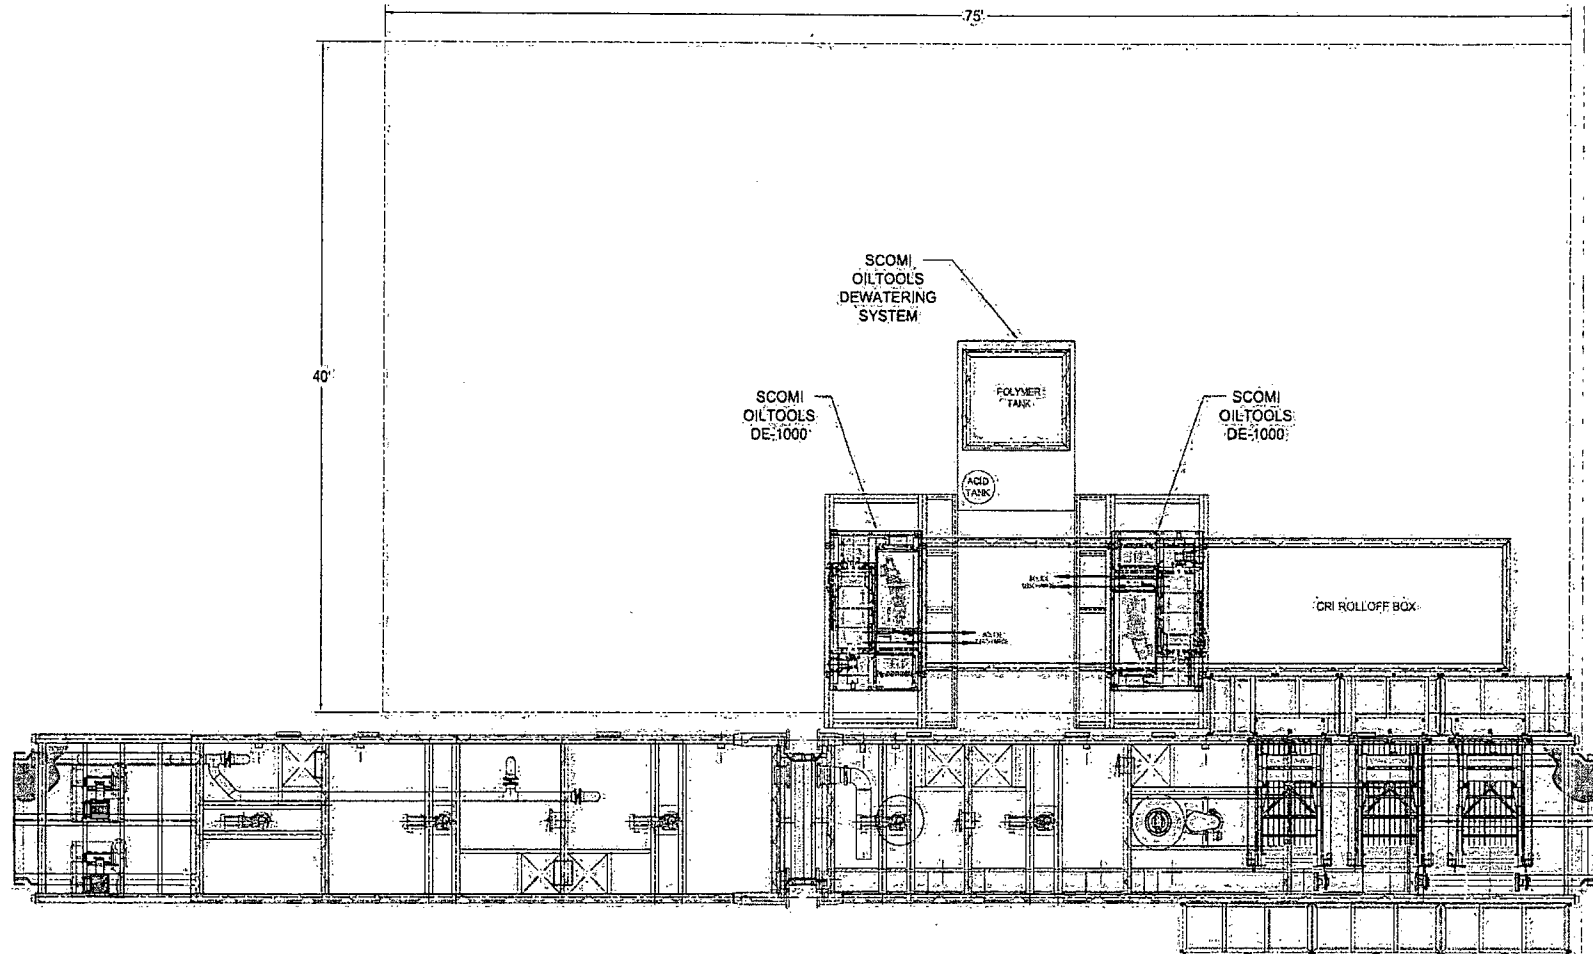 75'
40'
SCOMI
OILTOOLS
DEWATERING
SYSTEM
SCOMI
OILTOOLS
DE-1000
POLYMER
TANK
SCOMI
OILTOOLS
DE-1000
ACID
TANK
CRI ROLLOFF BOX